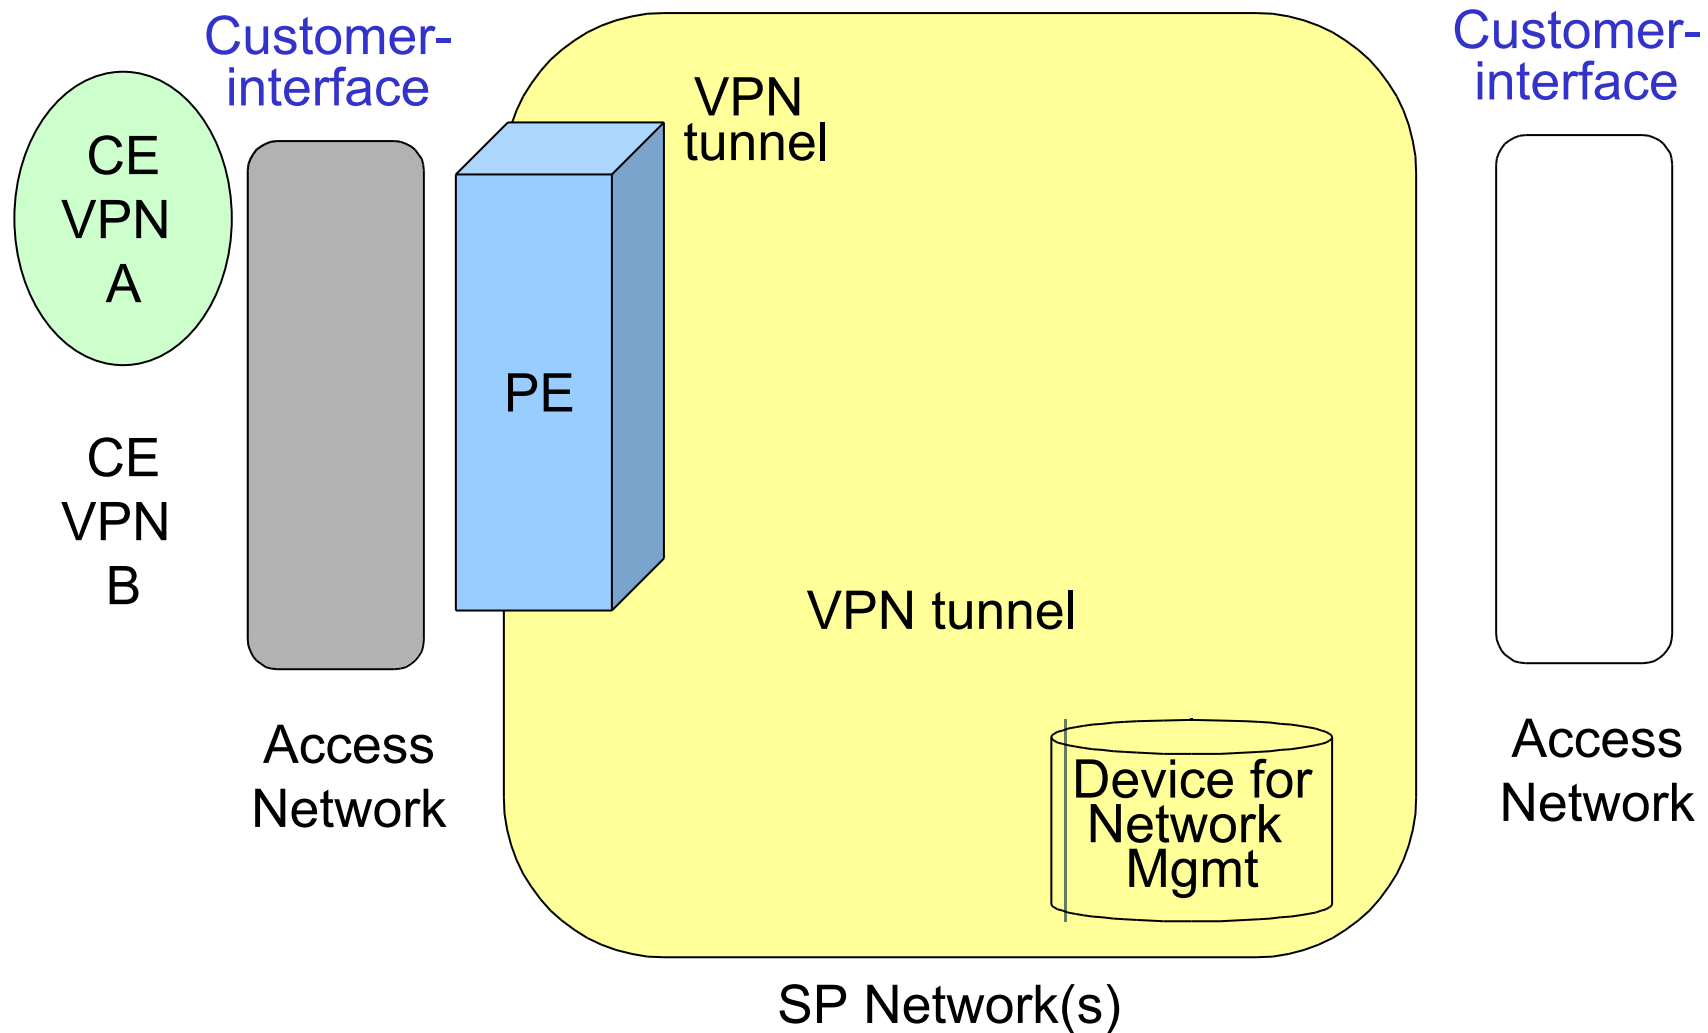 Customer-
interface
CE
VPN
A
CE
VPN
B
Access
Network
VPN
tunnel
PE
VPN tunnel
Device for
Network
Mgmt
SP Network(s)
Customer-
interface
Access
Network